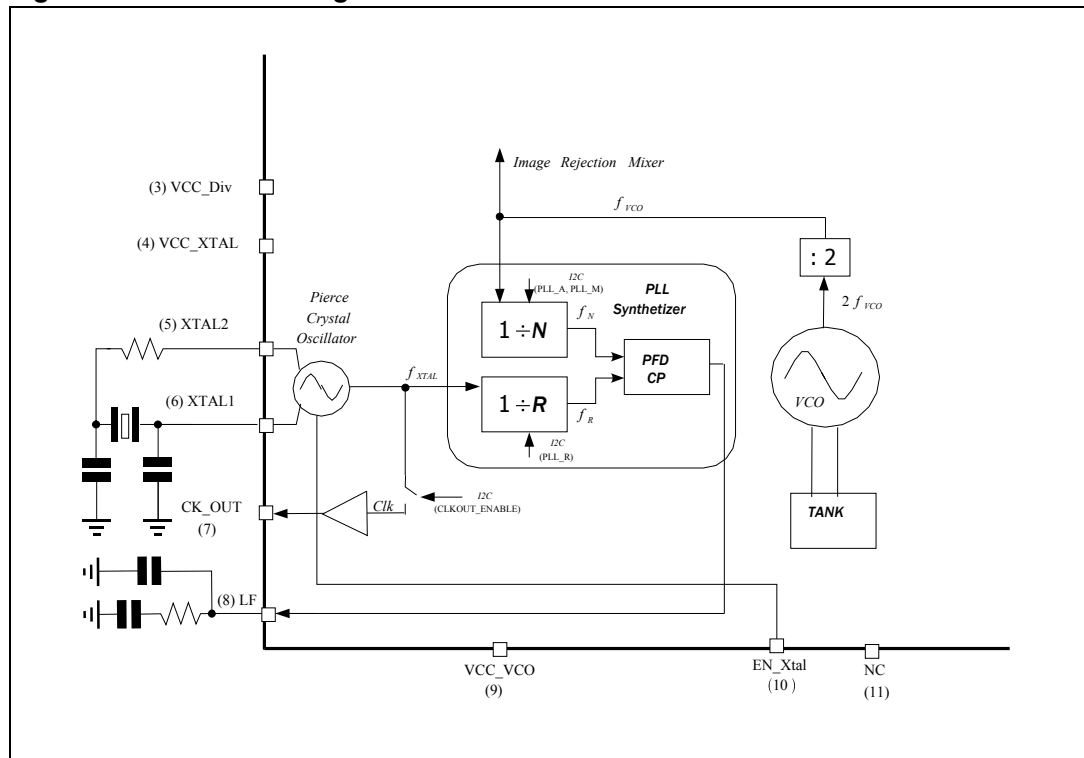 (3) VCC_Div
Image Rejection Mixer
f VCO
(4) VCC_XTAL
: 2
I2C
(PLL_A, PLL_M)
PLL
Synthetizer
2 f VCO
Pierce
Crystal
Oscillator
f N
1 ÷ N
(5) XTAL2
PFD
CP
f XTAL
1 ÷ R
f R
VCO
(6) XTAL1
I2C
(PLL_R)
CK_OUT
(7)
Clk
I2C
(CLKOUT_ENABLE)
TANK
(8) LF
VCC_VCO
(9)
EN_Xtal
(10 )
NC
(11)